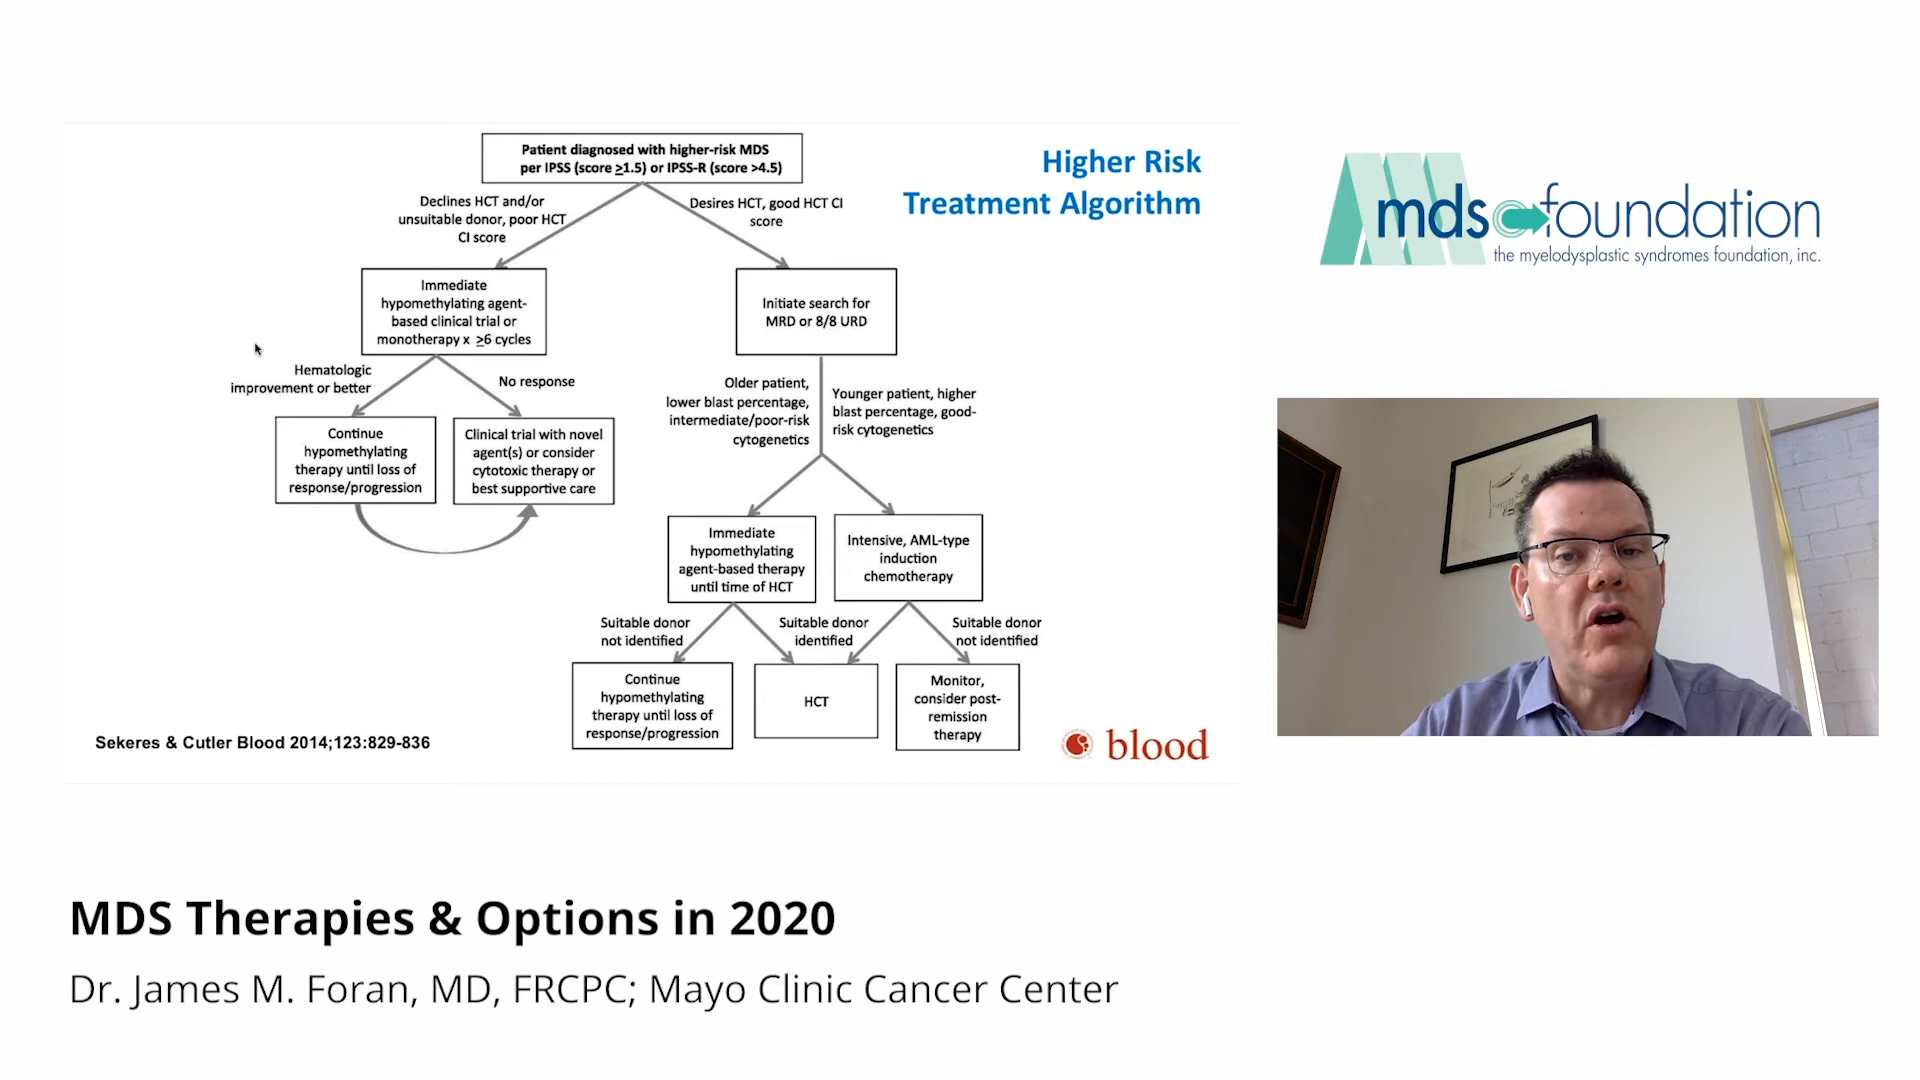 Higher Risk
Treatment Algorithm
Patient diagnosed with higher-risk MDS
per IPSS (score ≥1.5) or IPSS-R (score >4.5)
Declines HCT and/or
unsuitable donor, poor HCT
CI score
Desires HCT, good HCT CI
score
Immediate
hypomethylating agent-
based clinical trial or
monotherapy x ≥6 cycles
Initiate search for
MRD or 8/8 URD
Hematologic
improvement or better
No response
Older patient,
lower blast percentage,
intermediate/poor-risk
cytogenetics
Younger patient, higher
blast percentage, good-
risk cytogenetics
Continue
hypomethylating
therapy until loss of
response/progression
Clinical trial with novel
agent(s) or consider
cytotoxic therapy or
best supportive care
Immediate
hypomethylating
agent-based therapy
until time of HCT
Intensive, AML-type
induction
chemotherapy
Suitable donor
not identified
Suitable donor
identified
Suitable donor
not identified
Continue
hypomethylating
therapy until loss of
response/progression
HCT
Monitor,
consider post-
remission
therapy
Sekeres & Cutler Blood 2014;123:829-836
blood
mds foundation
the myelodysplastic syndromes foundation, inc.
MDS Therapies & Options in 2020
Dr. James M. Foran, MD, FRCPC; Mayo Clinic Cancer Center